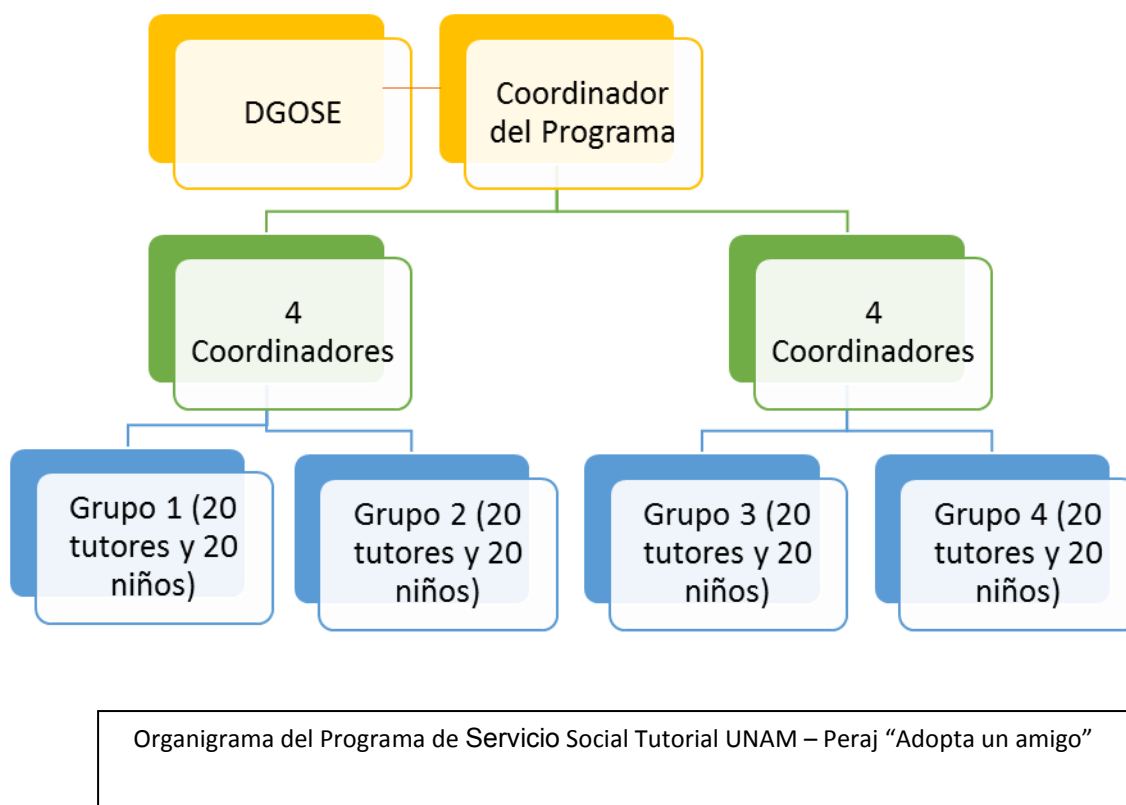 DGOSE
Coordinador
del Programa
4
Coordinadores
4
Coordinadores
Grupo 1 (20
tutores y 20
niños)
Grupo 2 (20
tutores y 20
niños)
Grupo 3 (20
tutores y 20
niños)
Grupo 4 (20
tutores y 20
niños)
Organigrama del Programa de Servicio Social Tutorial UNAM – Peraj “Adopta un amigo”